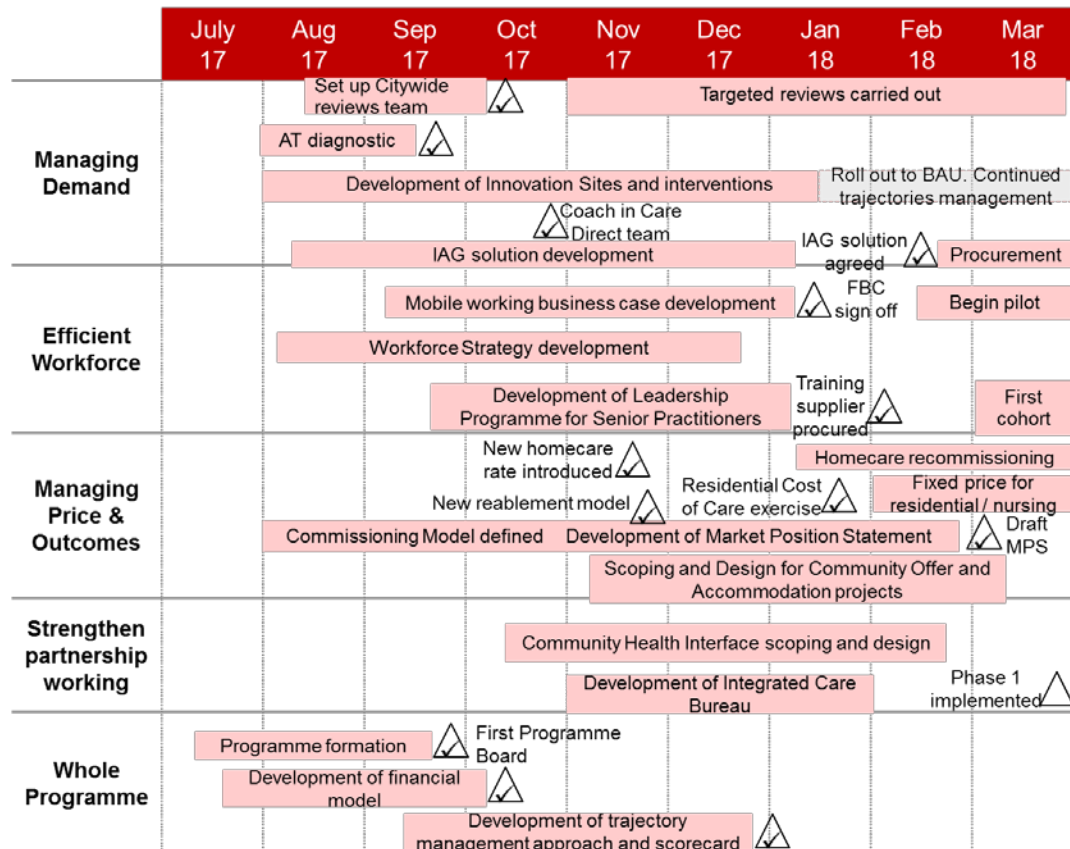 July
17
Aug
17
Sep
17
Oct
17
Nov
17
Dec
17
Jan
18
Feb
18
Mar
18
Managing
Demand
Set up Citywide
reviews team
Targeted reviews carried out
AT diagnostic
Development of Innovation Sites and interventions
Roll out to BAU. Continued
trajectories management
Coach in Care
Direct team
IAG solution development
IAG solution
agreed
Procurement
Efficient
Workforce
Mobile working business case development
FBC
sign off
Begin pilot
Workforce Strategy development
Development of Leadership
Programme for Senior Practitioners
Training
supplier
procured
First
cohort
Managing
Price &
Outcomes
New homecare
rate introduced
Homecare recommissioning
New reablement model
Residential Cost
of Care exercise
Fixed price for
residential / nursing
Commissioning Model defined
Development of Market Position Statement
Draft
MPS
Scoping and Design for Community Offer and
Accommodation projects
Strengthen
partnership
working
Community Health Interface scoping and design
Development of Integrated Care
Bureau
Phase 1
implemented
Whole
Programme
Programme formation
First Programme
Board
Development of financial
model
Development of trajectory
management approach and scorecard